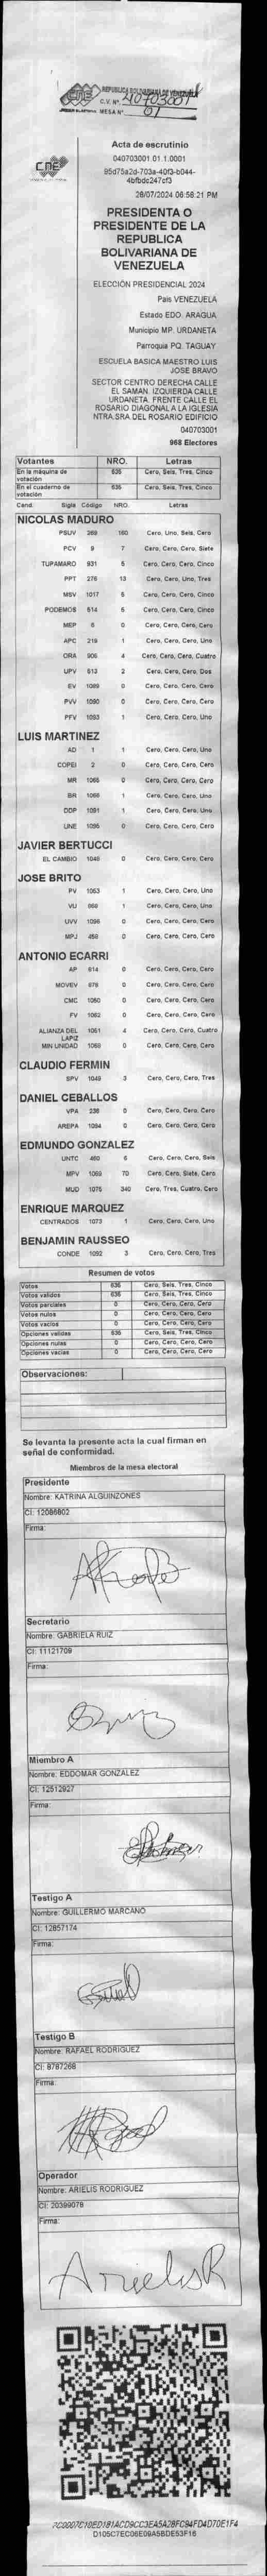 CNE
REPUBLICA BOLIVARIANA DE VENEZUELA
C.V. Nº 040703001
MESA Nº 01
CNE
Acta de escrutinio
040703001.01.1.0001
28/07/2024 06:58:21 PM
PRESIDENTA O
PRESIDENTE DE LA
REPUBLICA
BOLIVARIANA DE
VENEZUELA
ELECCIÓN PRESIDENCIAL 2024
Pais VENEZUELA
Estado EDO. ARAGUA
Municipio MP. URDANETA
Parroquia PQ. TAGUAY
ESCUELA BASICA MAESTRO LUIS
JOSE BRAVO
SECTOR CENTRO DERECHA CALLE
EL SAMAN. IZQUIERDA CALLE
URDANETA. FRENTE CALLE EL
ROSARIO DIAGONAL A LA IGLESIA
NTRA.SRA DEL ROSARIO EDIFICIO
040703001
968 Electores
Votantes NRO. Letras
En la máquina de votación 635 Cero, Seis, Tres, Cinco
En el cuaderno de votación 635 Cero, Seis, Tres, Cinco
Cand. Sigla Codigo NRO. Letras
NICOLAS MADURO
PSUV 269 160 Cero, Uno, Seis, Cero
PCV 9 7 Cero, Cero, Cero, Siete
TUPAMARO 931 5 Cero, Cero, Cero, Cinco
PPT 276 13 Cero, Cero, Uno, Tres
MSV 1017 5 Cero, Cero, Cero, Cinco
PODEMOS 514 5 Cero, Cero, Cero, Cinco
MEP 8 0 Cero, Cero, Cero, Cero
APC 219 1 Cero, Cero, Cero, Uno
ORA 906 4 Cero, Cero, Cero, Cuatro
UPV 513 2 Cero, Cero, Cero, Dos
EV 1089 0 Cero, Cero, Cero, Cero
PVV 1090 0 Cero, Cero, Cero, Cero
PFV 1093 1 Cero, Cero, Cero, Uno
LUIS MARTINEZ
AD 1 1 Cero, Cero, Cero, Uno
COPEI 2 0 Cero, Cero, Cero, Cero
MR 1065 0 Cero, Cero, Cero, Cero
BR 1066 1 Cero, Cero, Cero, Uno
DDP 1091 1 Cero, Cero, Cero, Uno
UNE 1095 0 Cero, Cero, Cero, Cero
JAVIER BERTUCCI
EL CAMBIO 1046 0 Cero, Cero, Cero, Cero
JOSE BRITO
PV 1053 1 Cero, Cero, Cero, Uno
VU 868 1 Cero, Cero, Cero, Uno
UVV 1096 0 Cero, Cero, Cero, Cero
MPJ 459 0 Cero, Cero, Cero, Cero
ANTONIO ECARRI
AP 614 0 Cero, Cero, Cero, Cero
MOVEV 878 0 Cero, Cero, Cero, Cero
CMC 1060 0 Cero, Cero, Cero, Cero
FV 1062 0 Cero, Cero, Cero, Cero
ALIANZA DEL LAPIZ 1061 4 Cero, Cero, Cero, Cuatro
MIN UNIDAD 1069 0 Cero, Cero, Cero, Cero
CLAUDIO FERMIN
SPV 1049 3 Cero, Cero, Cero, Tres
DANIEL CEBALLOS
VPA 238 0 Cero, Cero, Cero, Cero
AREPA 1094 0 Cero, Cero, Cero, Cero
EDMUNDO GONZALEZ
UNTC 460 6 Cero, Cero, Cero, Seis
MPV 1069 70 Cero, Cero, Siete, Cero
MUD 1075 340 Cero, Tres, Cuatro, Cero
ENRIQUE MARQUEZ
CENTRADOS 1073 1 Cero, Cero, Cero, Uno
BENJAMIN RAUSSEO
CONDE 1092 3 Cero, Cero, Cero, Tres
Resumen de votos
Votos 635 Cero, Seis, Tres, Cinco
Votos validos 635 Cero, Seis, Tres, Cinco
Votos parciales 0 Cero, Cero, Cero, Cero
Votos nulos 0 Cero, Cero, Cero, Cero
Votos vacios 0 Cero, Cero, Cero, Cero
Opciones validas 635 Cero, Seis, Tres, Cinco
Opciones nulas 0 Cero, Cero, Cero, Cero
Opciones vacias 0 Cero, Cero, Cero, Cero
Observaciones:
Se levanta la presente acta la cual firman en
señal de conformidad.
Miembros de la mesa electoral
Presidente
Nombre: KATRINA ALGUINZONES
CI: 12086802
Firma:
Secretario
Nombre: GABRIELA RUIZ
CI: 11121709
Firma:
Miembro A
Nombre: EDDOMAR GONZALEZ
CI: 12612927
Firma:
Testigo A
Nombre: GUILLERMO MARCANO
CI: 12857174
Firma:
Testigo B
Nombre: RAFAEL RODRIGUEZ
CI: 8787268
Firma:
Operador
Nombre: ARIELIS RODRIGUEZ
CI: 20399078
Firma:
ArielisR